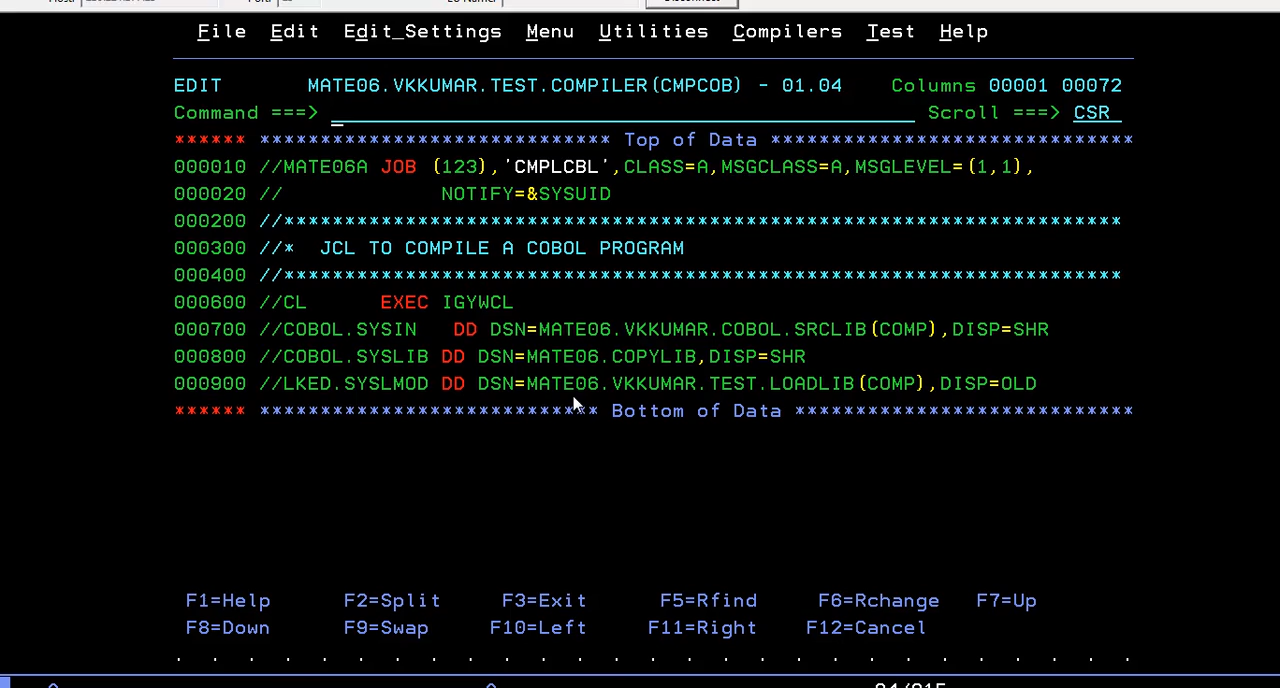 File Edit Edit_Settings Menu Utilities Compilers Test Help
EDIT MATE06.VKKUMAR.TEST.COMPILER(CMPCOB) - 01.04 Columns 00001 00072
Command ===> Scroll ===> CSR
****** ***************************** Top of Data ******************************
000010 //MATE06A JOB (123),'CMPLCBL',CLASS=A,MSGCLASS=A,MSGLEVEL=(1,1),
000020 // NOTIFY=&SYSUID
000200 //*********************************************************************
000300 //* JCL TO COMPILE A COBOL PROGRAM
000400 //*********************************************************************
000600 //CL EXEC IGYWCL
000700 //COBOL.SYSIN DD DSN=MATE06.VKKUMAR.COBOL.SRCLIB(COMP),DISP=SHR
000800 //COBOL.SYSLIB DD DSN=MATE06.COPYLIB,DISP=SHR
000900 //LKED.SYSLMOD DD DSN=MATE06.VKKUMAR.TEST.LOADLIB(COMP),DISP=OLD
****** **************************** Bottom of Data ****************************
F1=Help F2=Split F3=Exit F5=Rfind F6=Rchange F7=Up
F8=Down F9=Swap F10=Left F11=Right F12=Cancel